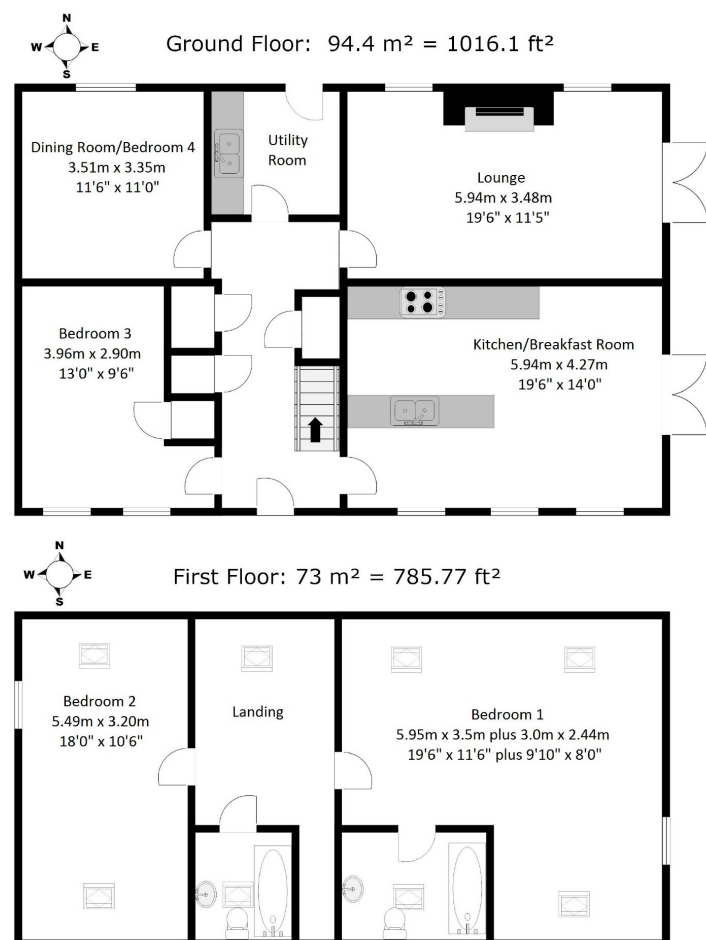 N
W E
S
Ground Floor: 94.4 m² = 1016.1 ft²
Dining Room/Bedroom 4
3.51m x 3.35m
11'6" x 11'0"
Utility
Room
Lounge
5.94m x 3.48m
19'6" x 11'5"
Bedroom 3
3.96m x 2.90m
13'0" x 9'6"
Kitchen/Breakfast Room
5.94m x 4.27m
19'6" x 14'0"
N
W E
S
First Floor: 73 m² = 785.77 ft²
Bedroom 2
5.49m x 3.20m
18'0" x 10'6"
Landing
Bedroom 1
5.95m x 3.5m plus 3.0m x 2.44m
19'6" x 11'6" plus 9'10" x 8'0"